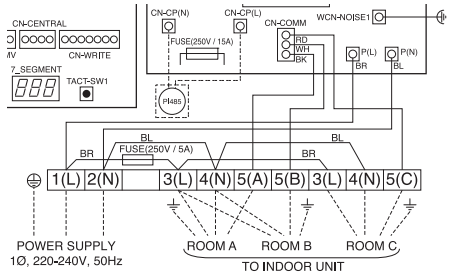 CN-CP(N) CN-CP(L)
CN-CENTRAL CN-COMM WCN-NOISE1
FUSE(250V / 15A) RD
MV CN-WRITE WH P(L) P(N)
BK
7_SEGMENT BR BL
TACT-SW1
PI485
BL BL
BR FUSE(250V / 5A) BR
1(L) 2(N) 3(L) 4(N) 5(A) 5(B) 3(L) 4(N) 5(C)
POWER SUPPLY ROOM A ROOM B ROOM C
1Ø, 220-240V, 50Hz TO INDOOR UNIT